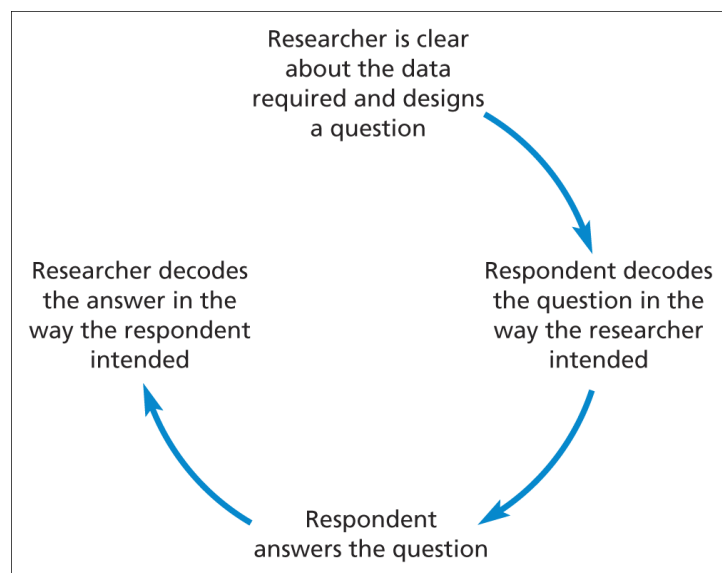 Researcher is clear
about the data
required and designs
a question
Respondent decodes
the question in the
way the researcher
intended
Respondent
answers the question
Researcher decodes
the answer in the
way the respondent
intended